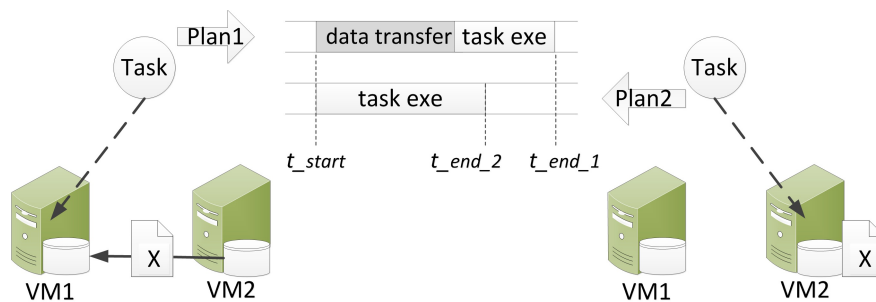 Task
Plan1
data transfer
task exe
task exe
Plan2
Task
t_start
t_end_2
t_end_1
X
VM1
VM2
X
VM1
VM2